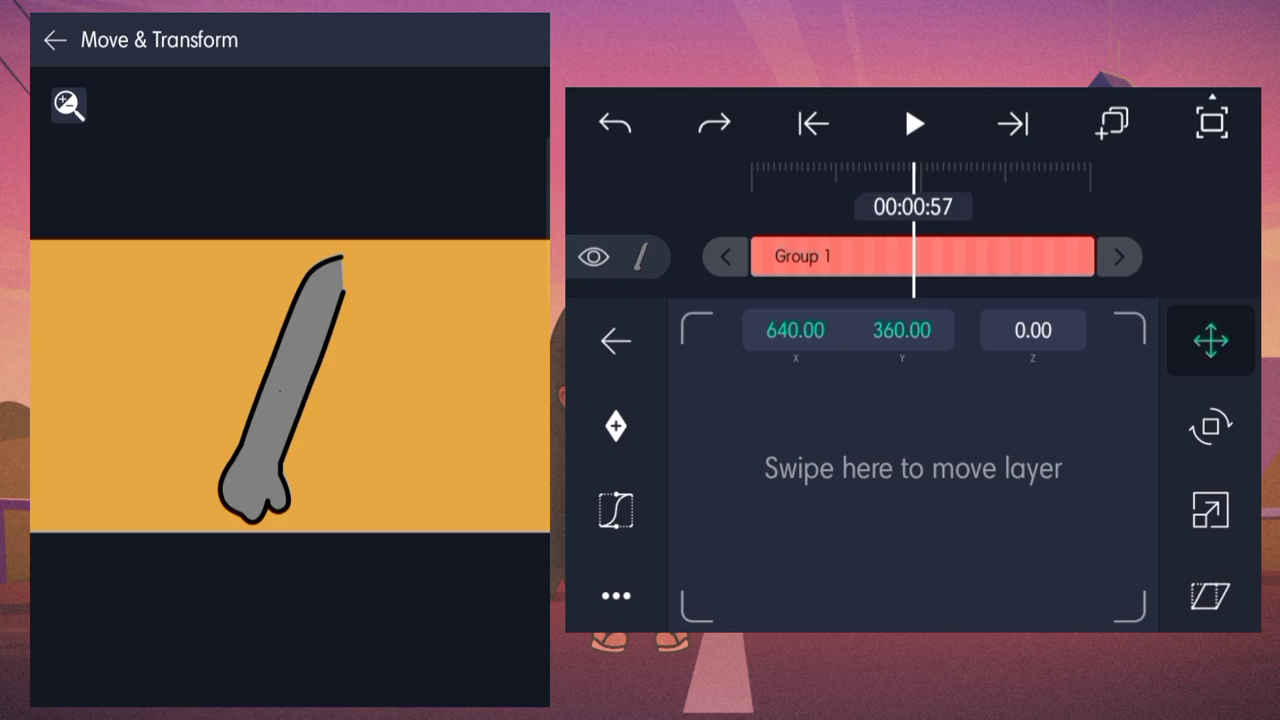 Move & Transform
00:00:57
Group 1
640.00 360.00 0.00
X Y Z
Swipe here to move layer